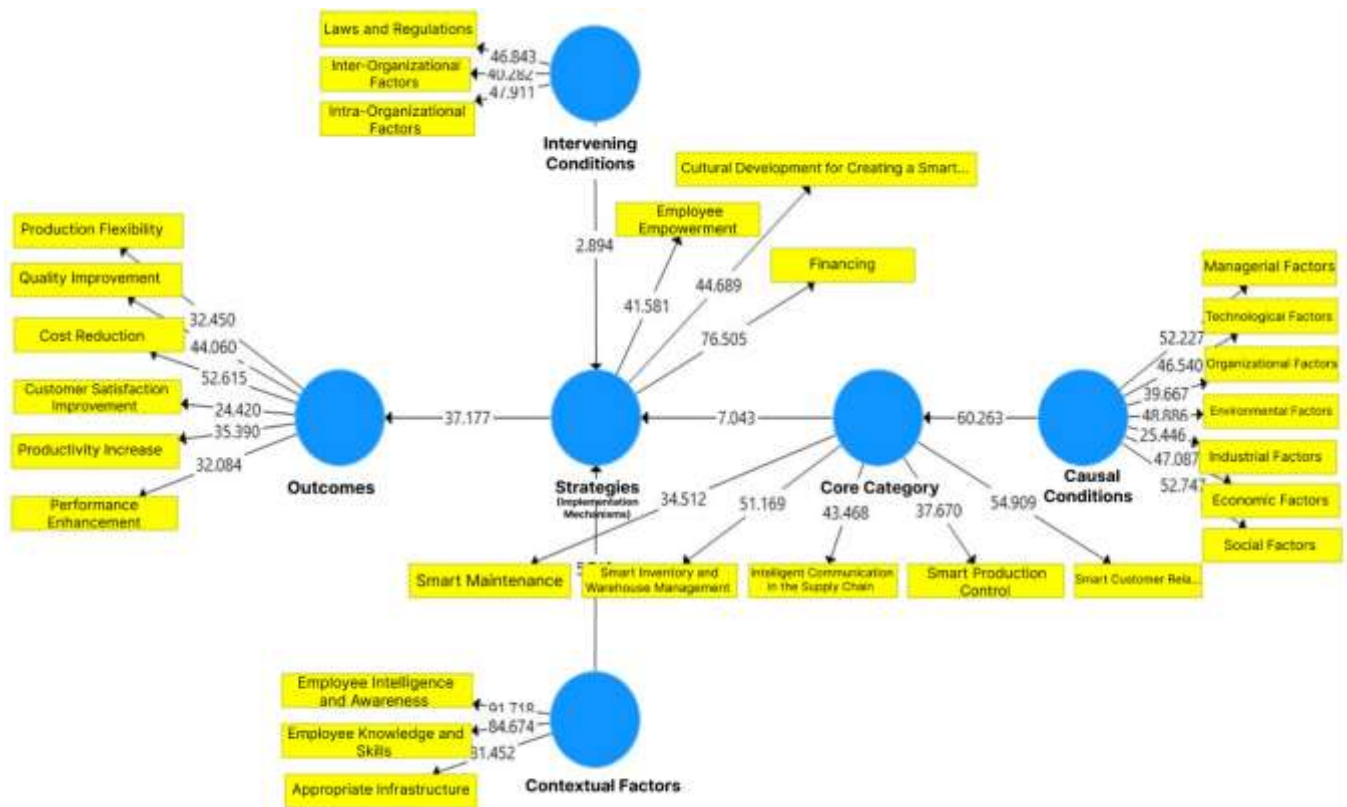 Laws and Regulations
46.843
Inter-Organizational
Factors
40.282
Intra-Organizational
Factors
47.911
Intervening
Conditions
2.894
Cultural Development for Creating a Smart...
44.689
Employee
Empowerment
41.581
Financing
76.505
Production Flexibility
32.450
Quality Improvement
44.060
Cost Reduction
52.615
Customer Satisfaction
Improvement
24.420
Productivity Increase
35.390
Performance
Enhancement
32.084
Outcomes
37.177
Strategies
(Implementation
Mechanisms)
7.043
Core Category
60.263
Causal
Conditions
Managerial Factors
52.227
Technological Factors
46.540
Organizational Factors
39.667
Environmental Factors
48.886
Industrial Factors
25.446
Economic Factors
47.087
Social Factors
34.512
51.169
43.468
37.670
54.909
Smart Maintenance
Smart Inventory and
Warehouse Management
Intelligent Communication
in the Supply Chain
Smart Production
Control
Smart Customer Rela...
Employee Intelligence
and Awareness
91.718
Employee Knowledge and
Skills
84.674
Appropriate Infrastructure
Contextual Factors